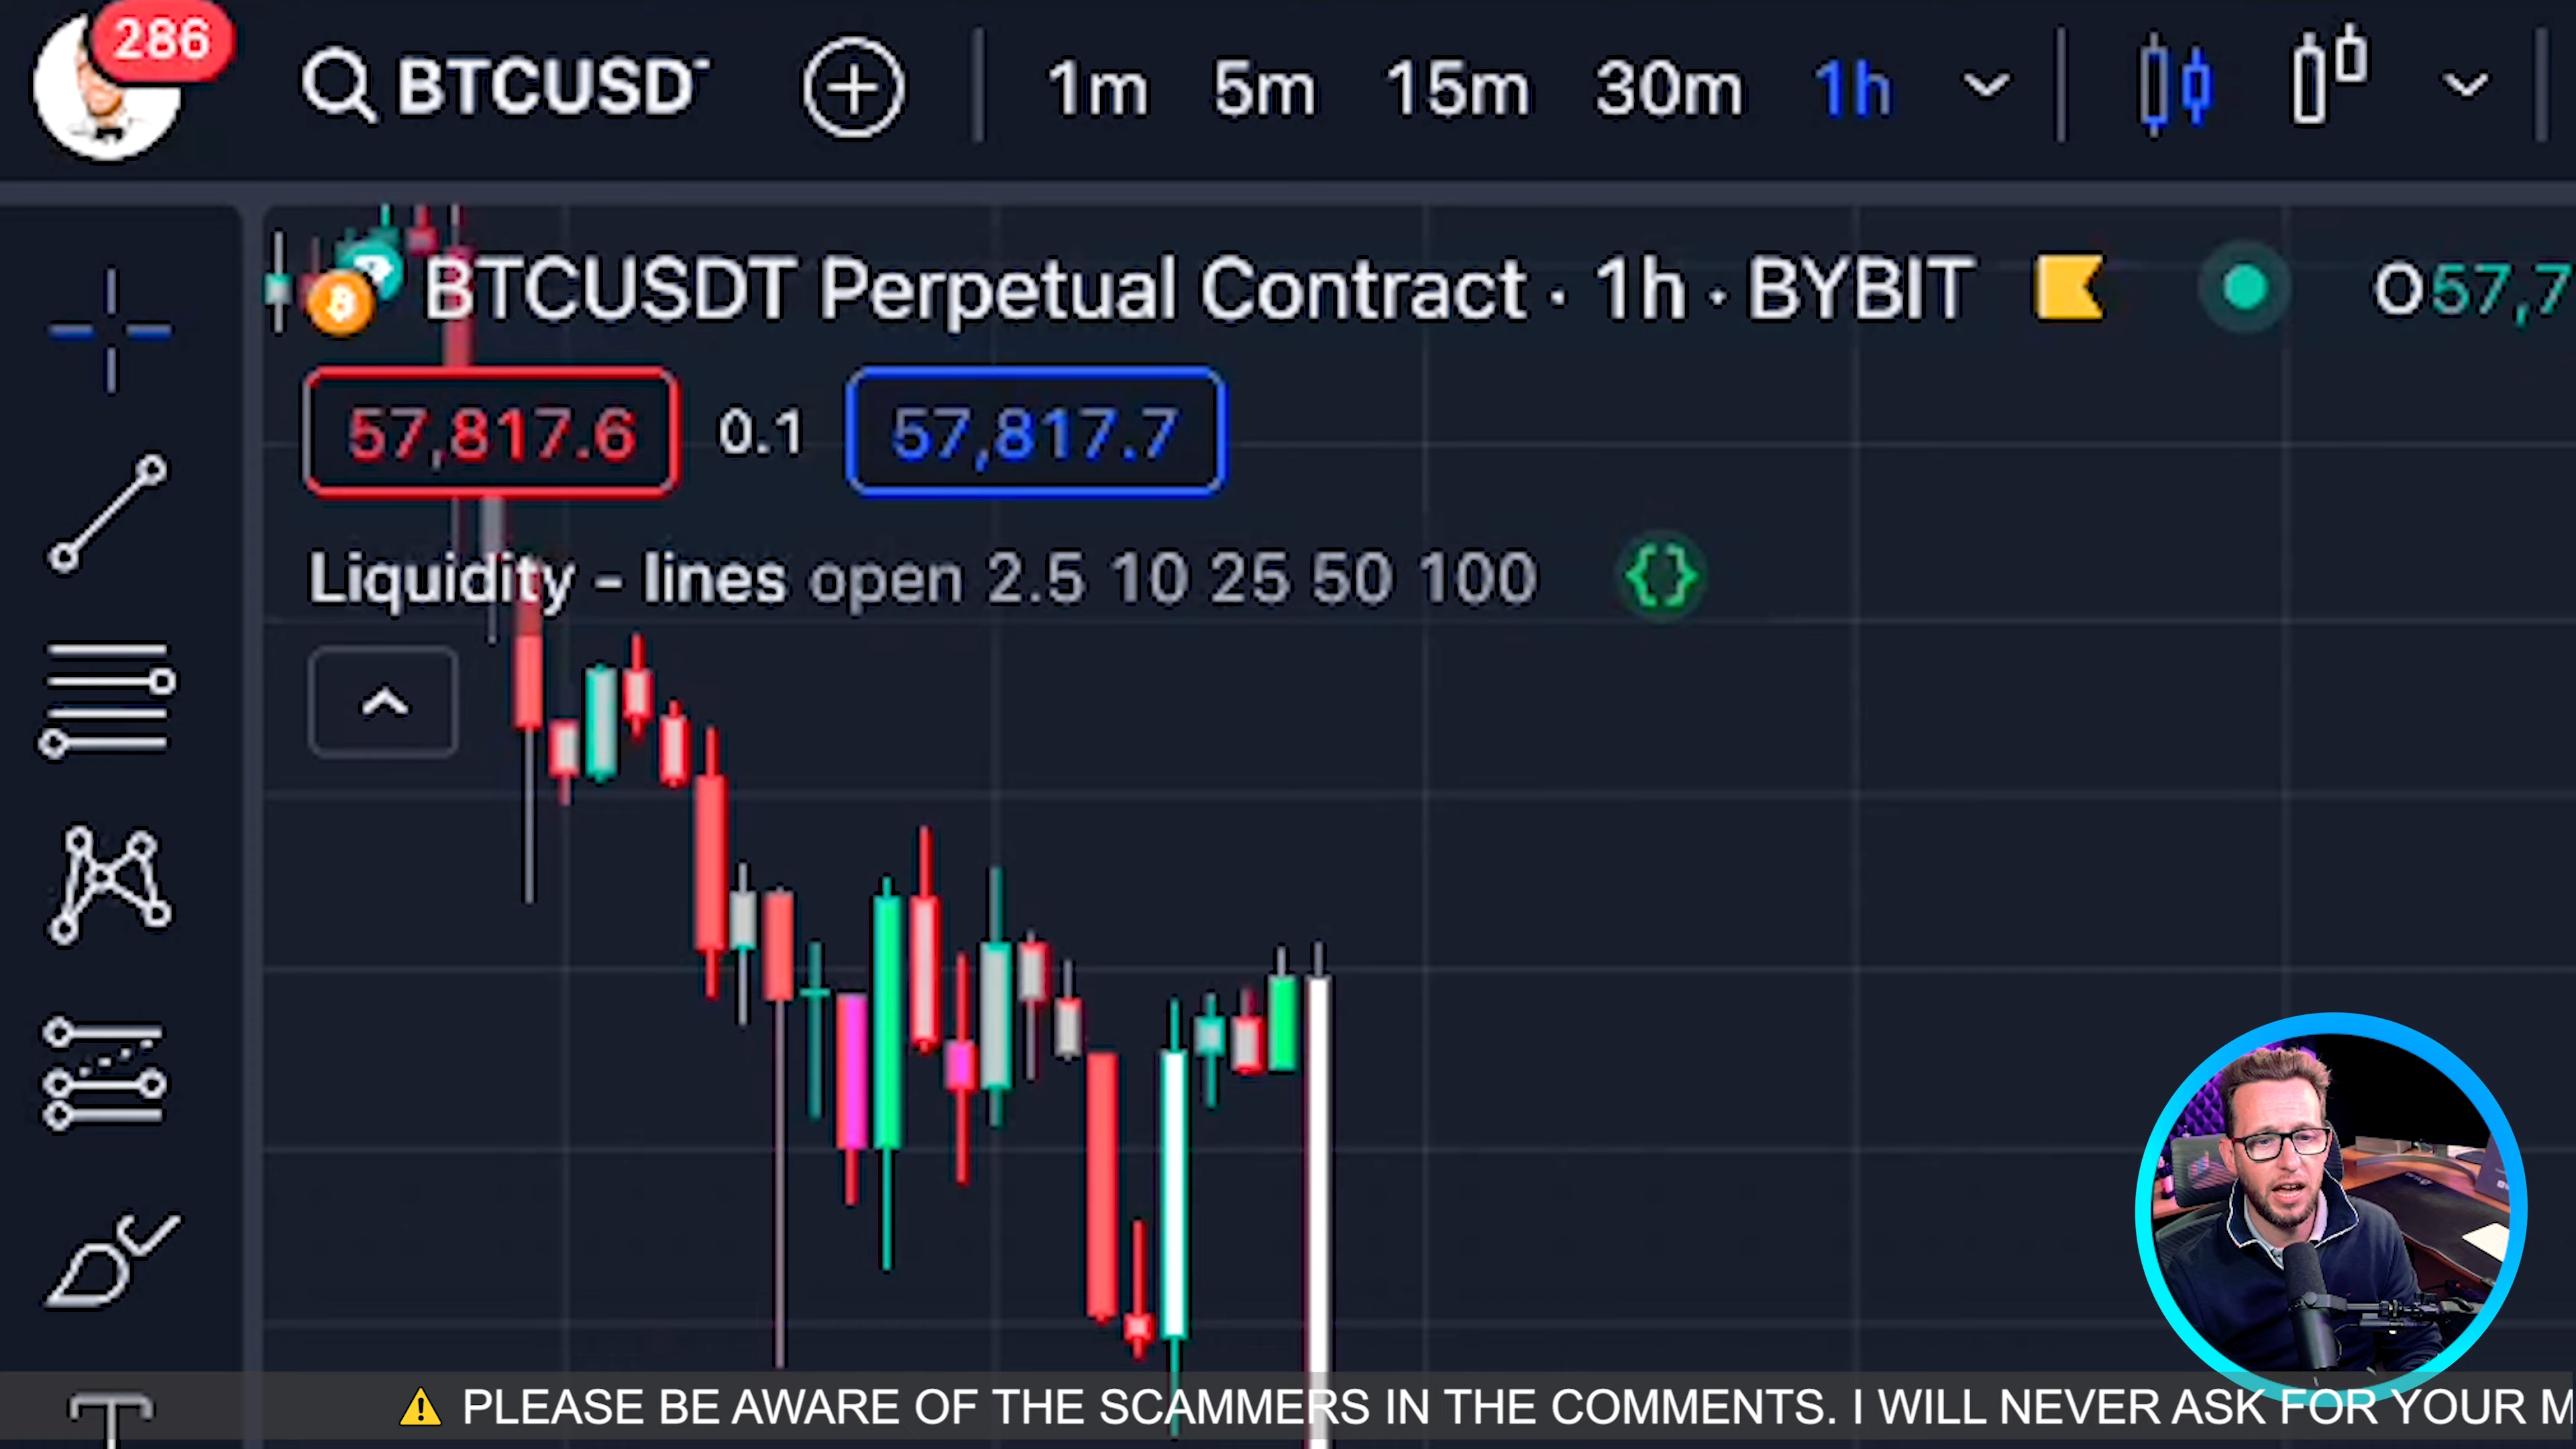 286
BTCUSD
1m 5m 15m 30m 1h
BTCUSDT Perpetual Contract · 1h · BYBIT O57,7
57,817.6 0.1 57,817.7
Liquidity - lines open 2.5 10 25 50 100 {}
⚠ PLEASE BE AWARE OF THE SCAMMERS IN THE COMMENTS. I WILL NEVER ASK FOR YOUR M